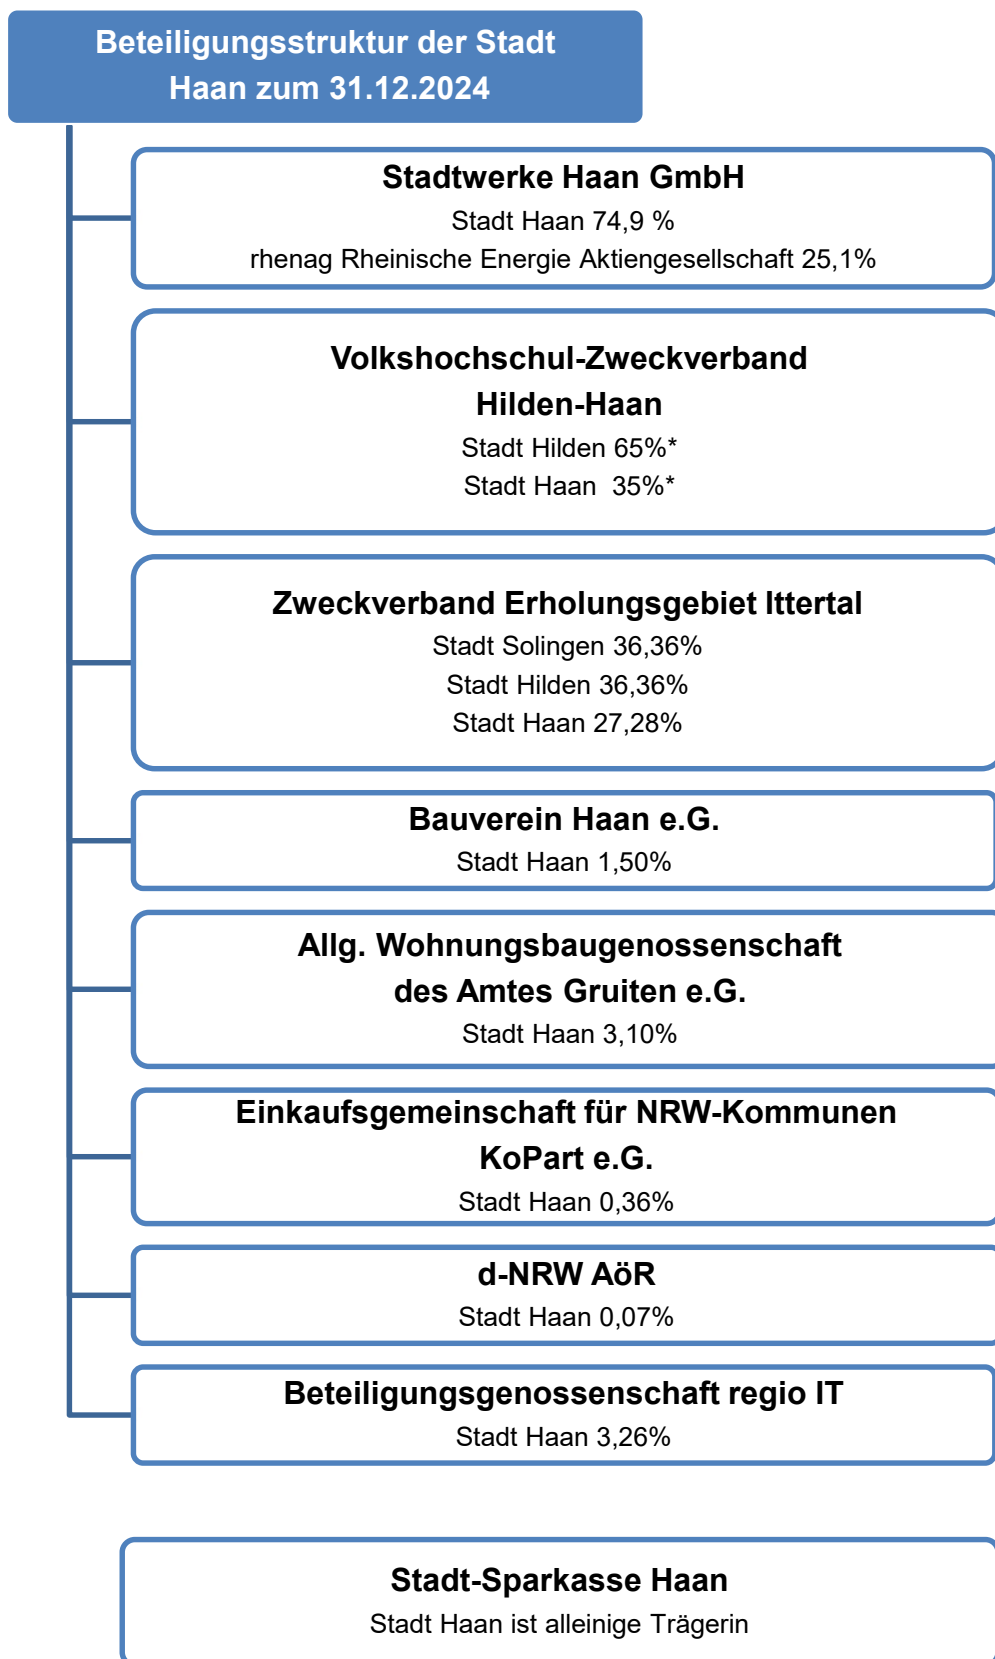 Beteiligungsstruktur der Stadt
Haan zum 31.12.2024
Stadtwerke Haan GmbH
Stadt Haan 74,9 %
rhenag Rheinische Energie Aktiengesellschaft 25,1%
Volkshochschul-Zweckverband
Hilden-Haan
Stadt Hilden 65%*
Stadt Haan  35%*
Zweckverband Erholungsgebiet Ittertal
Stadt Solingen 36,36%
Stadt Hilden 36,36%
Stadt Haan 27,28%
Bauverein Haan e.G.
Stadt Haan 1,50%
Allg. Wohnungsbaugenossenschaft
des Amtes Gruiten e.G.
Stadt Haan 3,10%
Einkaufsgemeinschaft für NRW-Kommunen
KoPart e.G.
Stadt Haan 0,36%
d-NRW AöR
Stadt Haan 0,07%
Beteiligungsgenossenschaft regio IT
Stadt Haan 3,26%
Stadt-Sparkasse Haan
Stadt Haan ist alleinige Trägerin